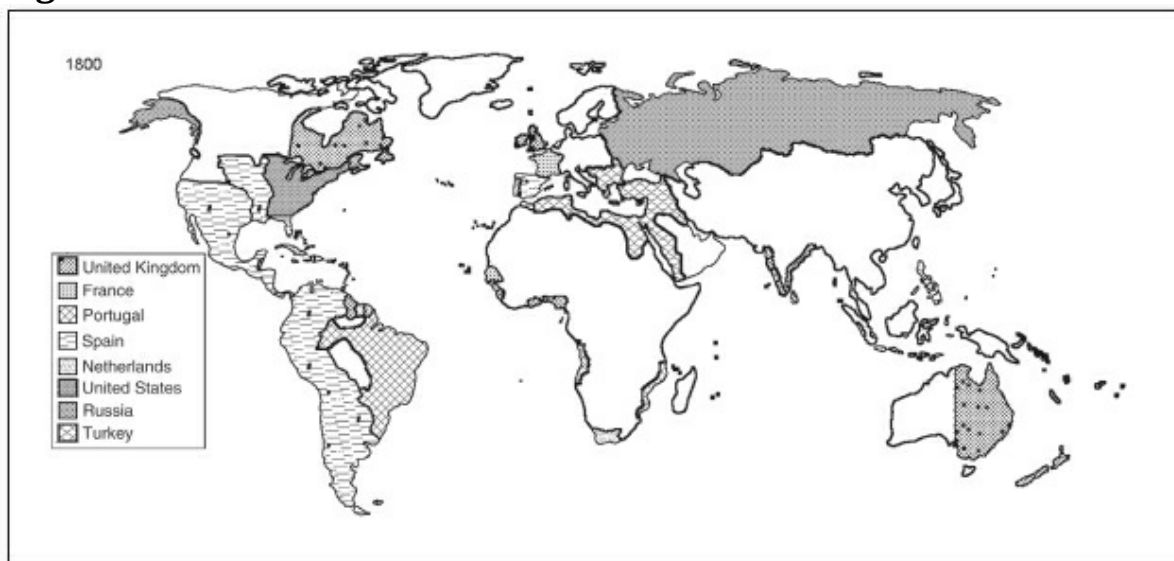 1800
United Kingdom
France
Portugal
Spain
Netherlands
United States
Russia
Turkey